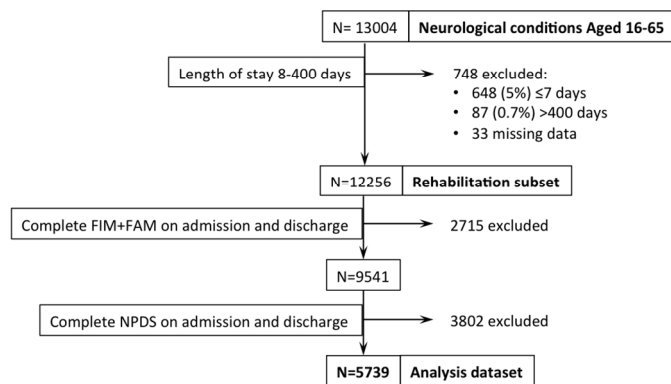 N= 13004 Neurological conditions Aged 16-65
Length of stay 8-400 days
748 excluded:
• 648 (5%) ≤7 days
• 87 (0.7%) >400 days
• 33 missing data
N=12256 Rehabilitation subset
Complete FIM+FAM on admission and discharge
2715 excluded
N=9541
Complete NPDS on admission and discharge
3802 excluded
N=5739 Analysis dataset